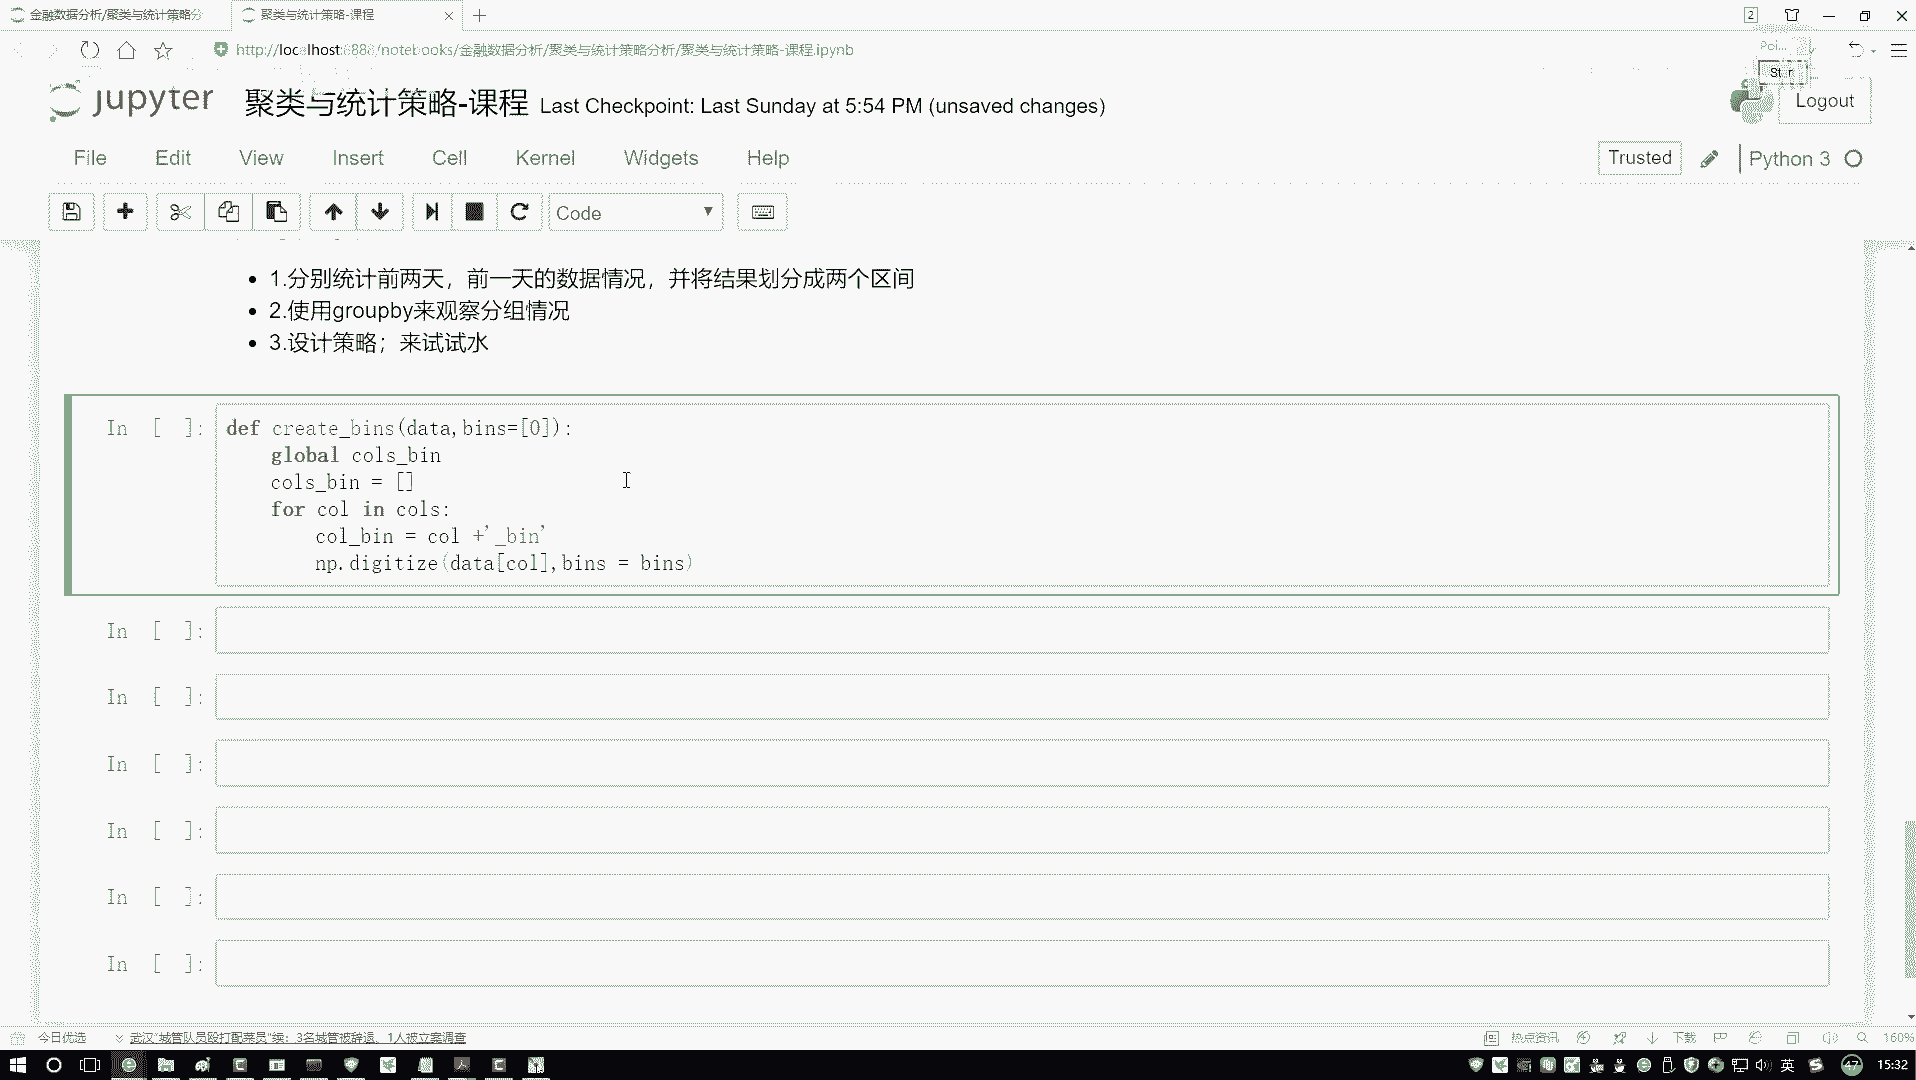 金融数据分析/聚类与统计策略分
聚类与统计策略-课程
2
http://localhost:8888/notebooks/金融数据分析/聚类与统计策略分析/聚类与统计策略-课程.ipynb
jupyter
聚类与统计策略-课程 Last Checkpoint: Last Sunday at 5:54 PM (unsaved changes)
Logout
File Edit View Insert Cell Kernel Widgets Help
Trusted
Python 3
Code
1.分别统计前两天，前一天的数据情况，并将结果划分成两个区间
2.使用groupby来观察分组情况
3.设计策略；来试试水
In [ ]:
def create_bins(data,bins=[0]):
    global cols_bin
    cols_bin = []
    for col in cols:
        col_bin = col +'_bin'
        np.digitize(data[col],bins = bins)
In [ ]:
In [ ]:
In [ ]:
In [ ]:
In [ ]:
In [ ]:
今日优选
武汉"城管队员殴打配菜员"续：3名城管被辞退、1人被立案调查
热点资讯
下载
160%
英
47
15:32